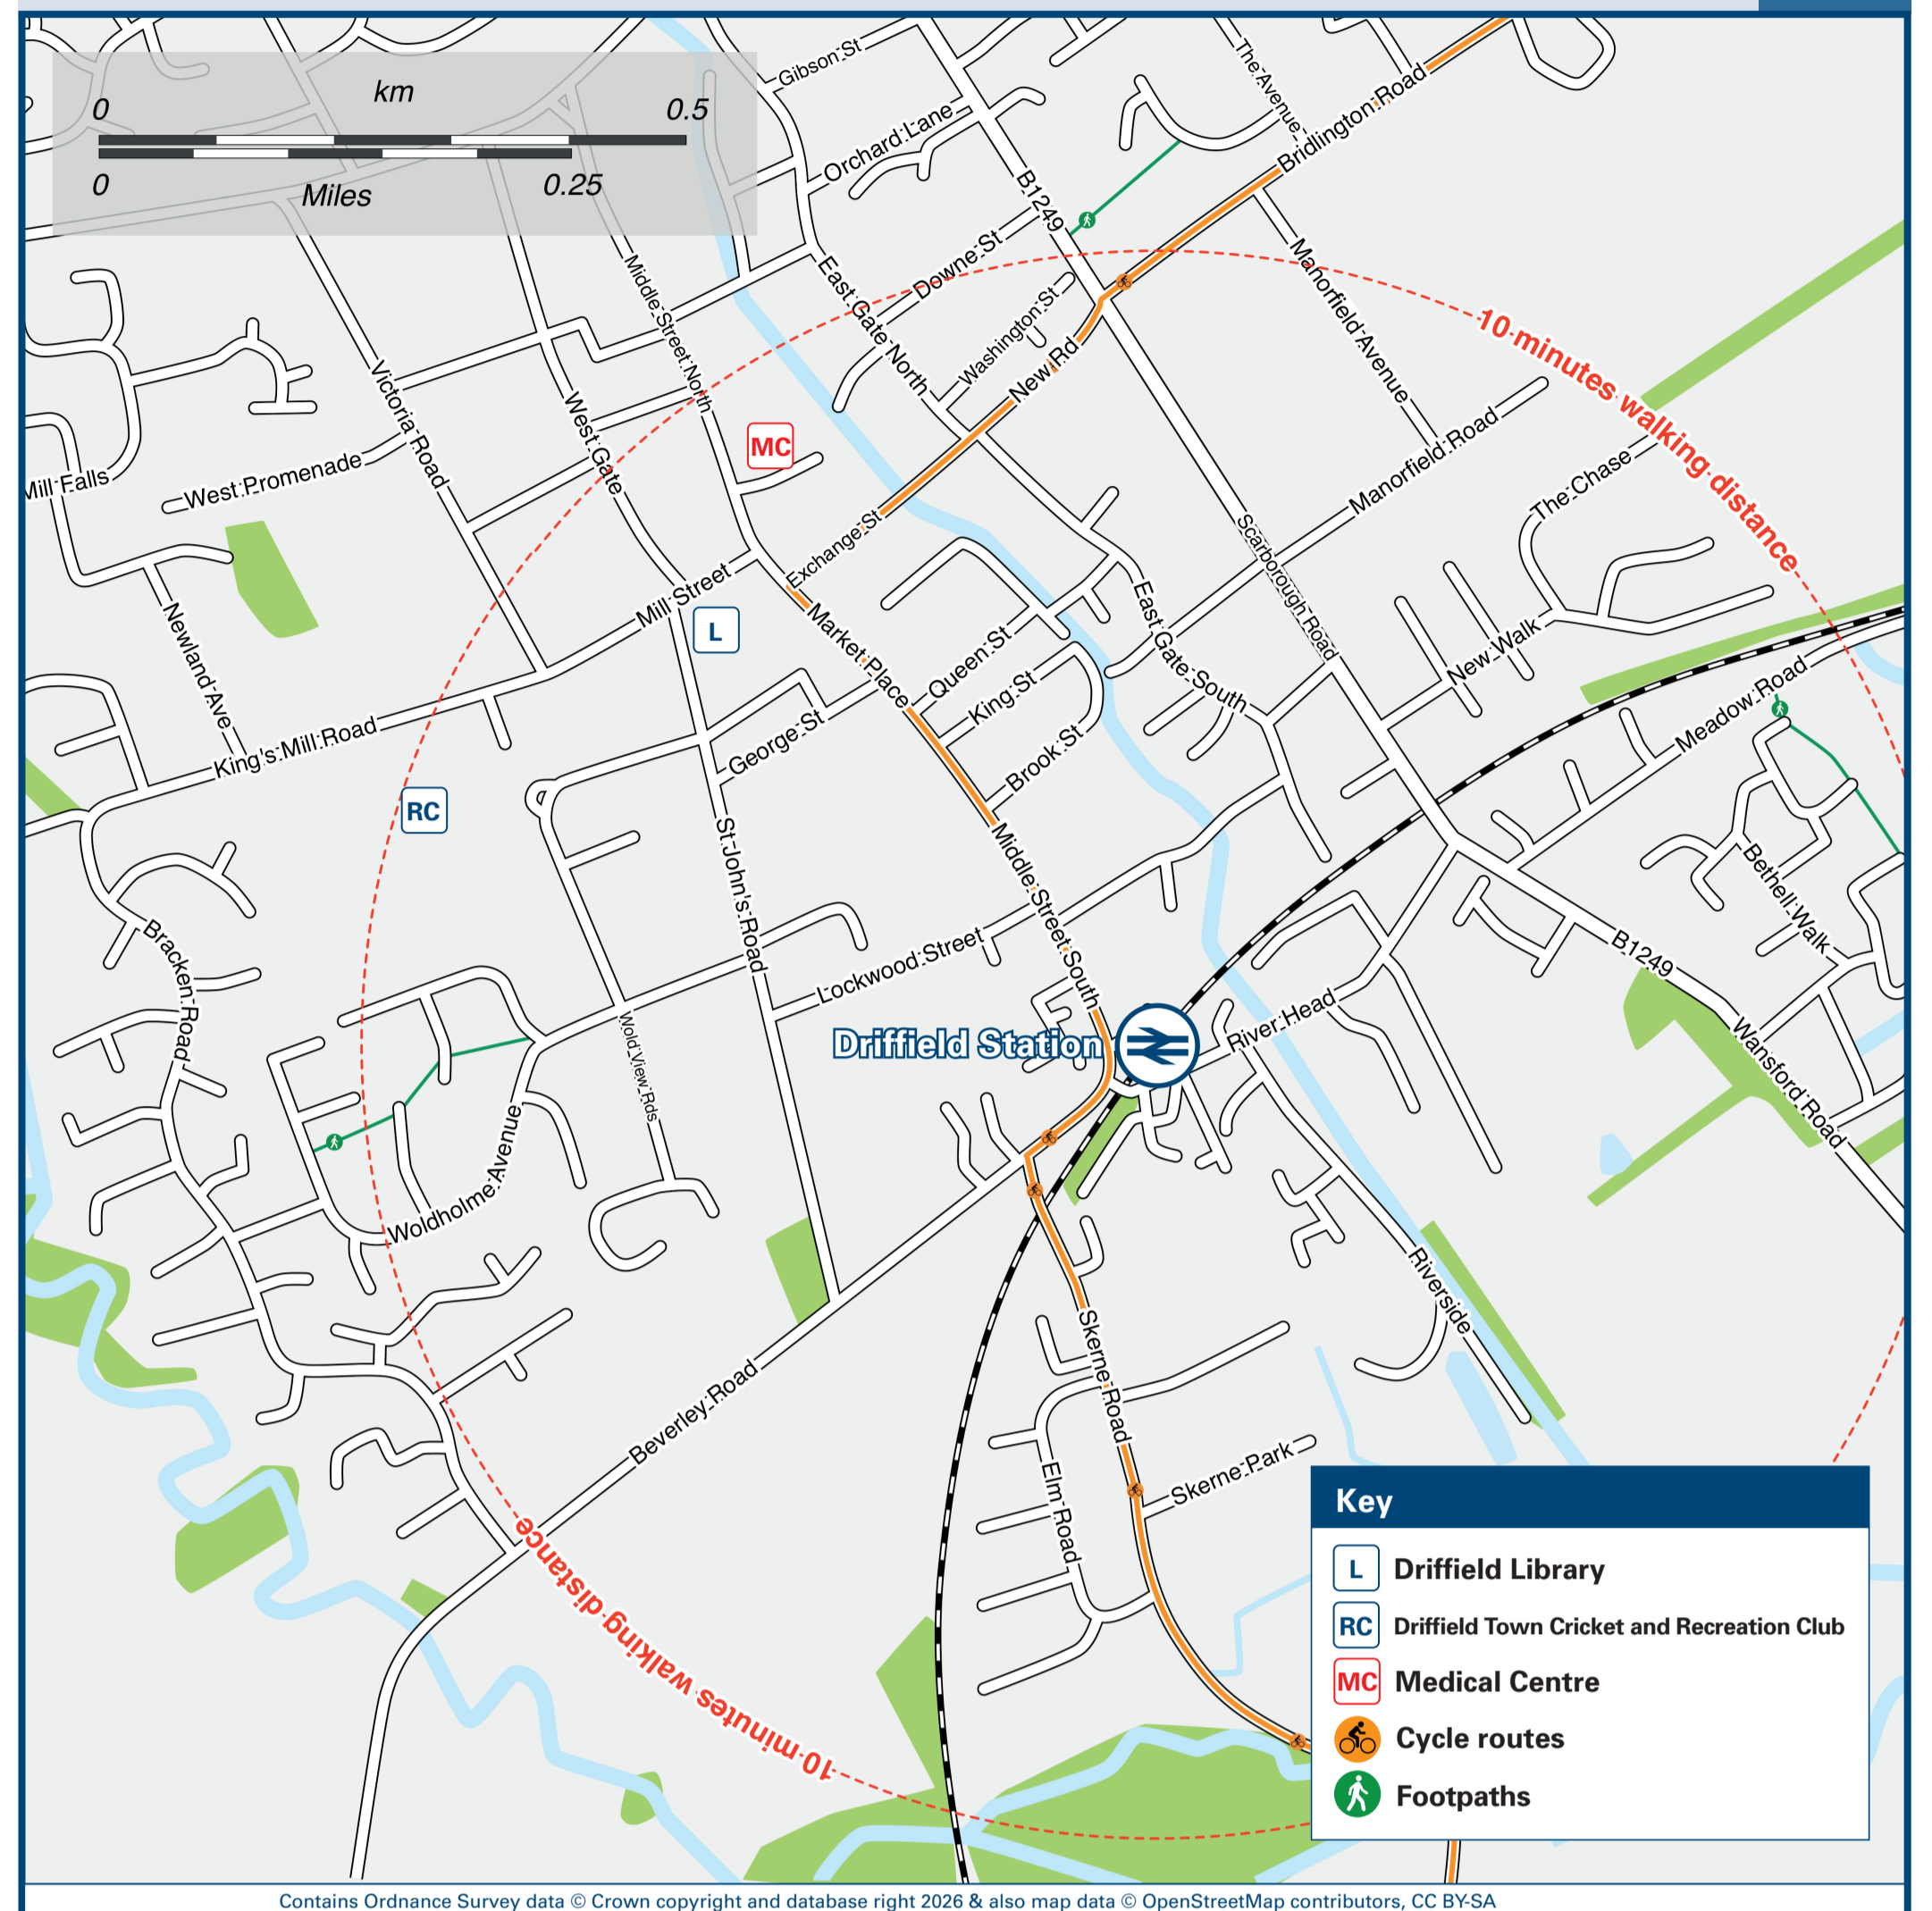 km
0
0.5
0
Miles
0.25
Gibson St
Orchard Lane
The Avenue
Bridlington Road
B1249
Downe St
Washington St
New Rd
East Gate North
Middle Street North
Manorfield Avenue
10 minutes walking distance
Victoria Road
West Gate
West Promenade
Mill Falls
MC
Manorfield Road
The Chase
Exchange St
Scarborough Road
Mill Street
L
Market Place
Queen St
King St
East Gate South
New Walk
Newland Ave
King's Mill Road
George St
Brook St
Meadow Road
RC
St John's Road
Middle Street South
Bethell Walk
Bracken Road
Lockwood Street
B1249
Driffield Station
River Head
Wold View Rds
Wansford Road
Woldholme Avenue
Riverside
Skerne Road
Beverley Road
Elm Road
Skerne Park
10 minutes walking distance
Key
L Driffield Library
RC Driffield Town Cricket and Recreation Club
MC Medical Centre
Cycle routes
Footpaths
Contains Ordnance Survey data © Crown copyright and database right 2026 & also map data © OpenStreetMap contributors, CC BY-SA